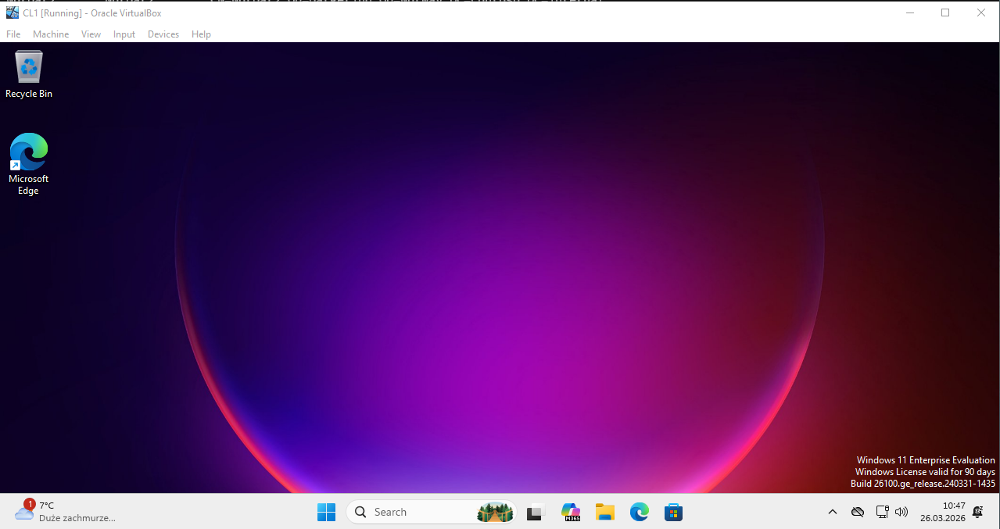 CL1 [Running] - Oracle VirtualBox
File Machine View Input Devices Help
Recycle Bin
Microsoft
Edge
Windows 11 Enterprise Evaluation
Windows License valid for 90 days
Build 26100.ge_release.240331-1435
1
7°C
Duże zachmurze...
Search
M365
10:47
26.03.2026